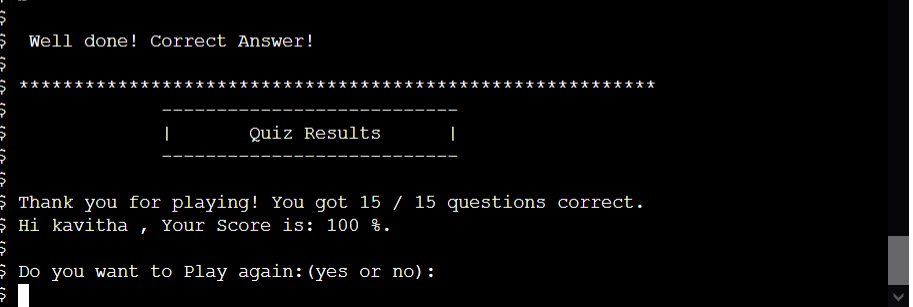 $
$ Well done! Correct Answer!
$
$ **********************************************************
$ ---------------------------
$ | Quiz Results |
$ ---------------------------
$
$ Thank you for playing! You got 15 / 15 questions correct.
$ Hi kavitha , Your Score is: 100 %.
$
$ Do you want to Play again:(yes or no):
$